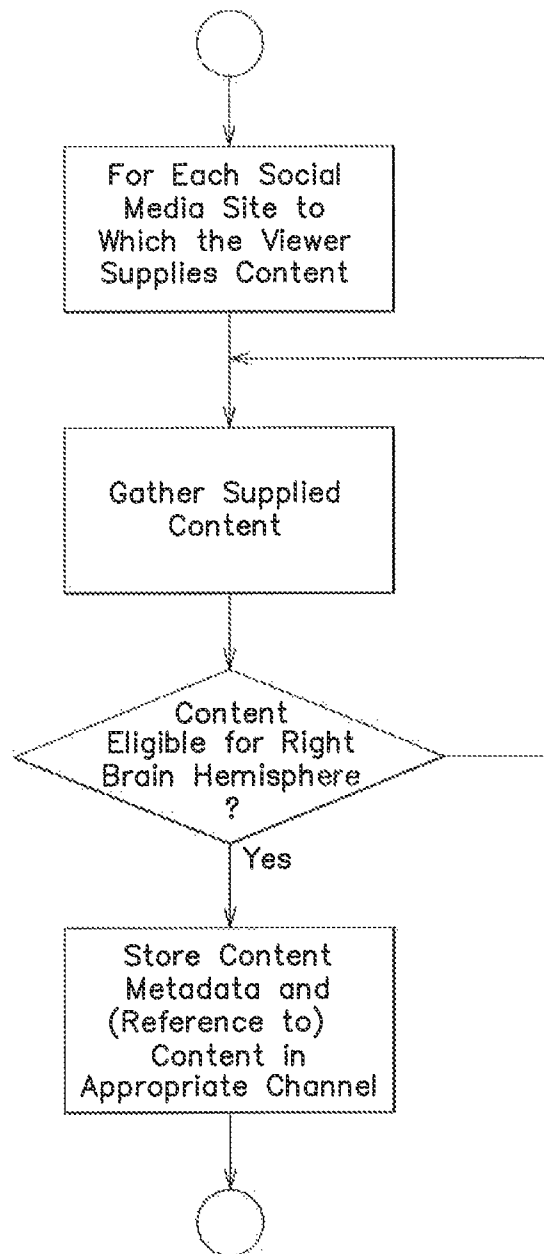 For Each Social
Media Site to
Which the Viewer
Supplies Content
Gather Supplied
Content
Content
Eligible for Right
Brain Hemisphere
?
Yes
Store Content
Metadata and
(Reference to)
Content in
Appropriate Channel